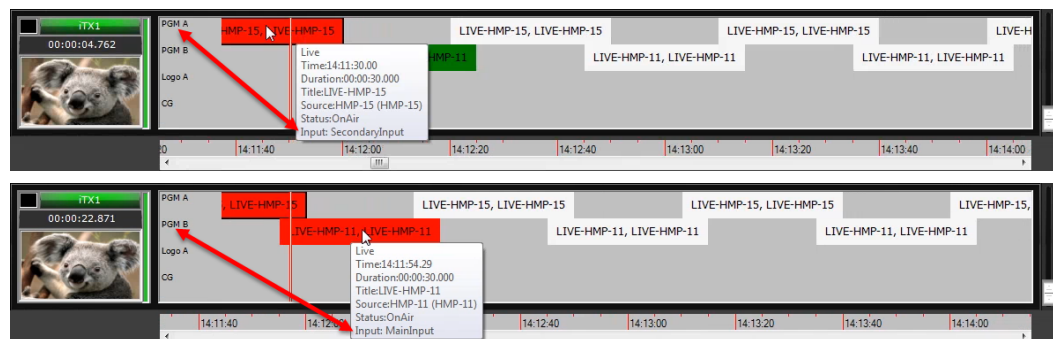 iTX1
00:00:04.762
PGM A
PGM B
Logo A
CG
HMP-15, LIVE-HMP-15
LIVE-HMP-15, LIVE-HMP-15
LIVE-HMP-15, LIVE-HMP-15
LIVE-H
HMP-11
LIVE-HMP-11, LIVE-HMP-11
LIVE-HMP-11, LIVE-HMP-11
Live
Time:14:11:30.00
Duration:00:00:30.000
Title:LIVE-HMP-15
Source:HMP-15 (HMP-15)
Status:OnAir
Input: SecondaryInput
20 14:11:40 14:12:00 14:12:20 14:12:40 14:13:00 14:13:20 14:13:40 14:14:00
iTX1
00:00:22.871
PGM A
PGM B
Logo A
CG
, LIVE-HMP-15
LIVE-HMP-15, LIVE-HMP-15
LIVE-HMP-15, LIVE-HMP-15
LIVE-HMP-15,
LIVE-HMP-11, LIVE-HMP-11
LIVE-HMP-11, LIVE-HMP-11
LIVE-HMP-11, LIVE-HMP-11
Live
Time:14:11:54.29
Duration:00:00:30.000
Title:LIVE-HMP-11
Source:HMP-11 (HMP-11)
Status:OnAir
Input: MainInput
14:11:40 14:12:00 14:12:40 14:13:00 14:13:20 14:13:40 14:14:00